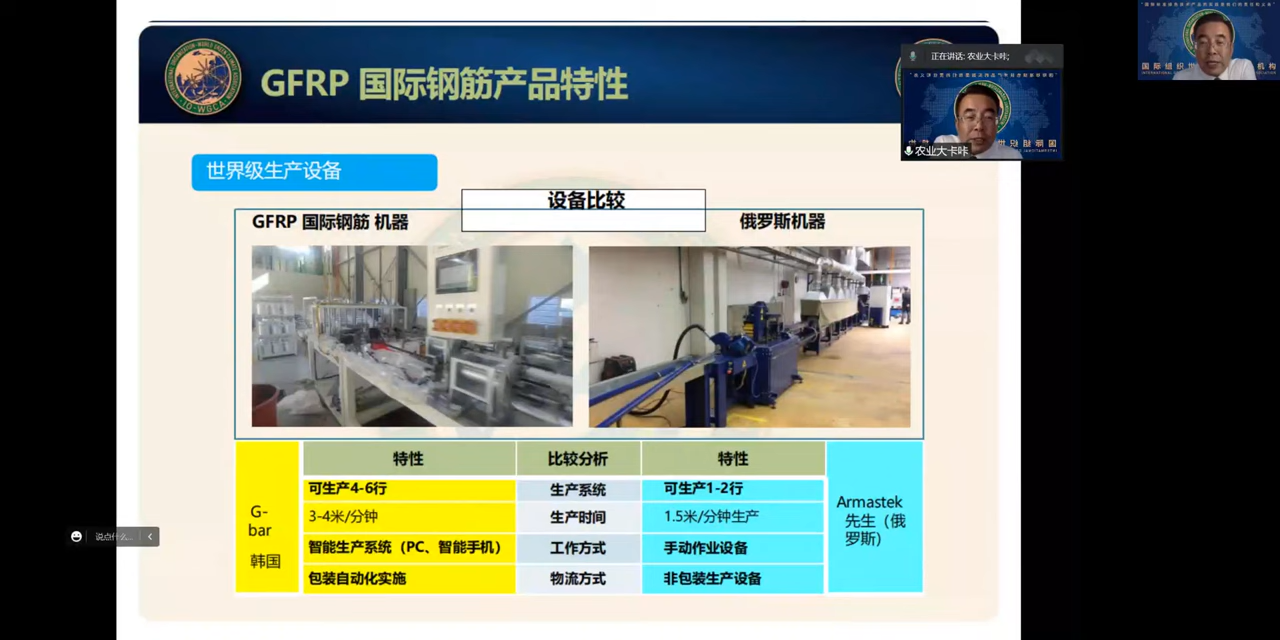 GFRP 国际钢筋产品特性
IO-WGCA
正在讲话: 农业大卡咔;
农业大卡咔
世界级生产设备
设备比较
GFRP 国际钢筋 机器
俄罗斯机器
特性
比较分析
特性
G-
bar
韩国
可生产4-6行
生产系统
可生产1-2行
3-4米/分钟
生产时间
1.5米/分钟生产
智能生产系统（PC、智能手机）
工作方式
手动作业设备
包装自动化实施
物流方式
非包装生产设备
Armastek
先生（俄
罗斯）
说点什么...